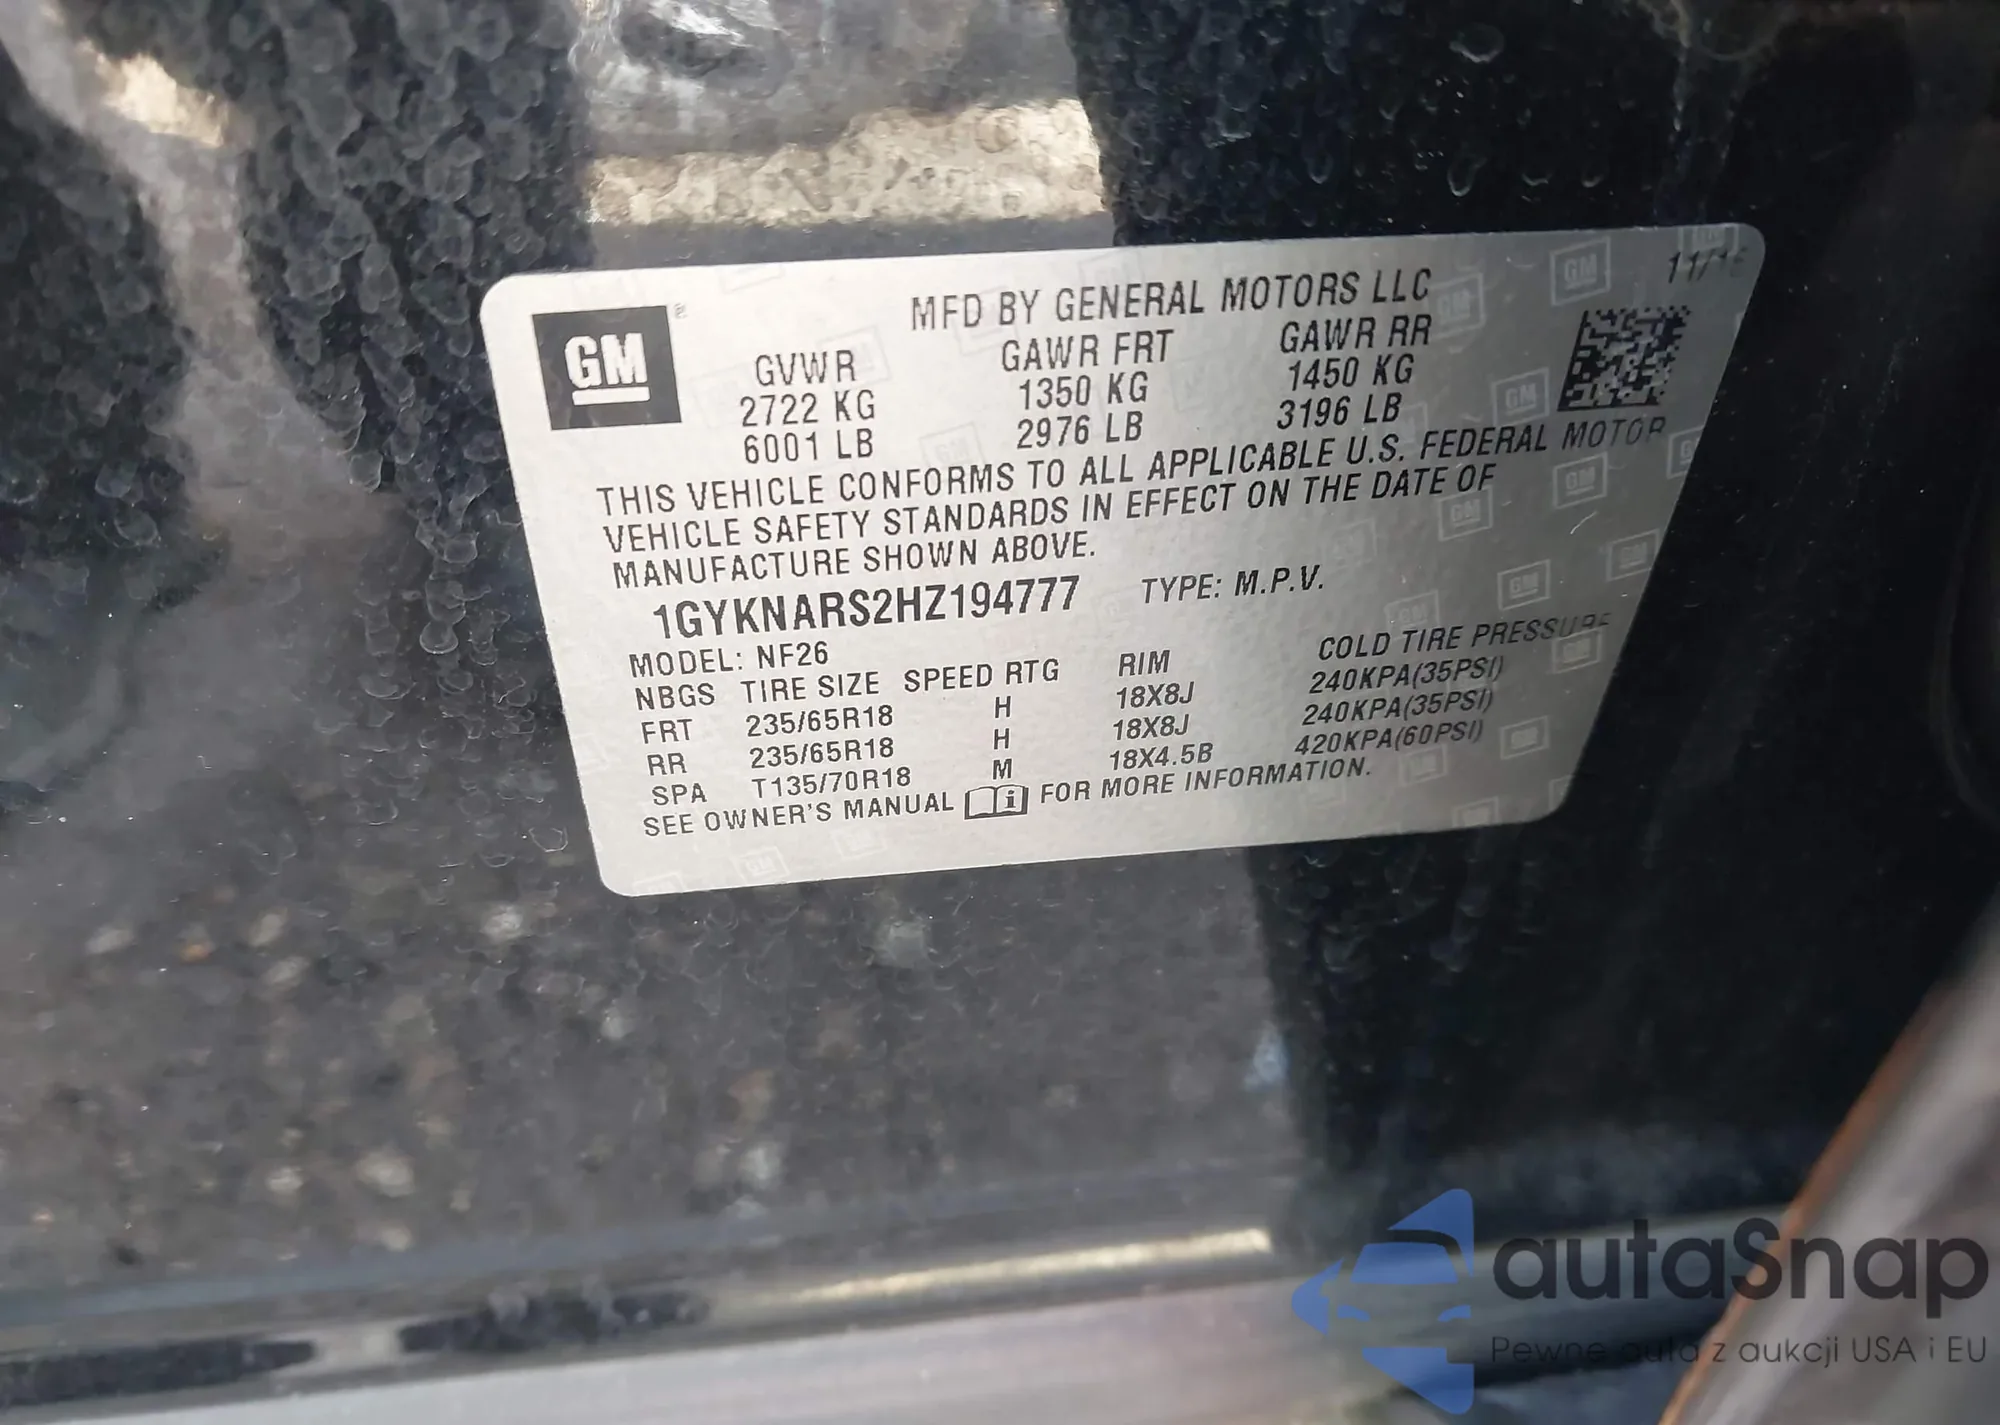 11/
MFD BY GENERAL MOTORS LLC
GM
GVWR GAWR FRT GAWR RR
2722 KG 1350 KG 1450 KG
6001 LB 2976 LB 3196 LB
THIS VEHICLE CONFORMS TO ALL APPLICABLE U.S. FEDERAL MOTOR
VEHICLE SAFETY STANDARDS IN EFFECT ON THE DATE OF
MANUFACTURE SHOWN ABOVE.
1GYKNARS2HZ194777 TYPE: M.P.V.
MODEL: NF26
NBGS TIRE SIZE SPEED RTG RIM COLD TIRE PRESSURE
FRT 235/65R18 H 18X8J 240KPA(35PSI)
RR 235/65R18 H 18X8J 240KPA(35PSI)
SPA T135/70R18 M 18X4.5B 420KPA(60PSI)
SEE OWNER'S MANUAL FOR MORE INFORMATION.
autaSnap
Pewne auta z aukcji USA i EU